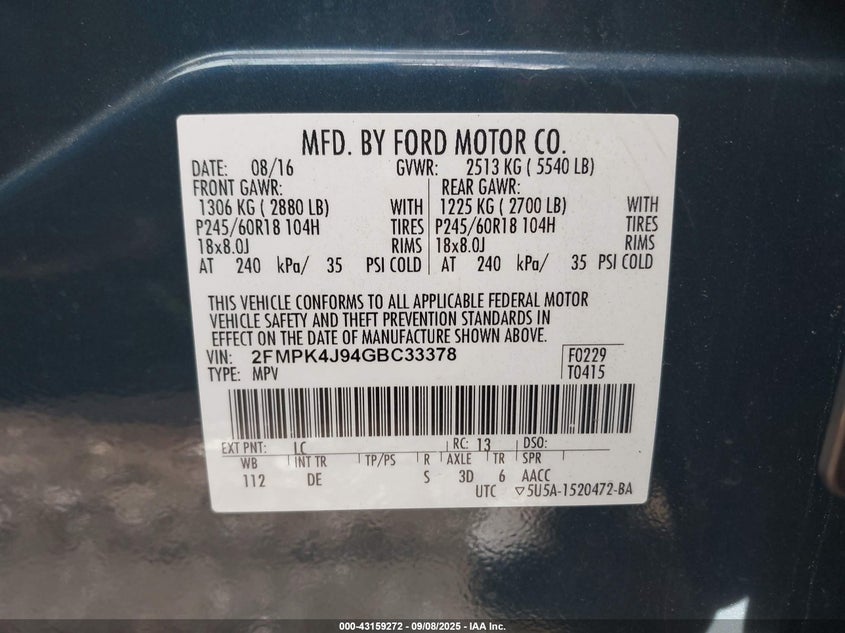 MFD. BY FORD MOTOR CO.
DATE: 08/16 GVWR: 2513 KG ( 5540 LB)
FRONT GAWR: REAR GAWR:
1306 KG ( 2880 LB) WITH 1225 KG ( 2700 LB) WITH
P245/60R18 104H TIRES P245/60R18 104H TIRES
18x8.0J RIMS 18x8.0J RIMS
AT 240 kPa/ 35 PSI COLD AT 240 kPa/ 35 PSI COLD
THIS VEHICLE CONFORMS TO ALL APPLICABLE FEDERAL MOTOR
VEHICLE SAFETY AND THEFT PREVENTION STANDARDS IN
EFFECT ON THE DATE OF MANUFACTURE SHOWN ABOVE.
VIN: 2FMPK4J94GBC33378 F0229
TYPE: MPV T0415
EXT PNT: LC RC: 13 DSO:
WB INT TR TP/PS R AXLE TR SPR
112 DE S 3D 6 AACC
UTC ▽5U5A-1520472-BA
000-43159272 - 09/08/2025 - IAA Inc.